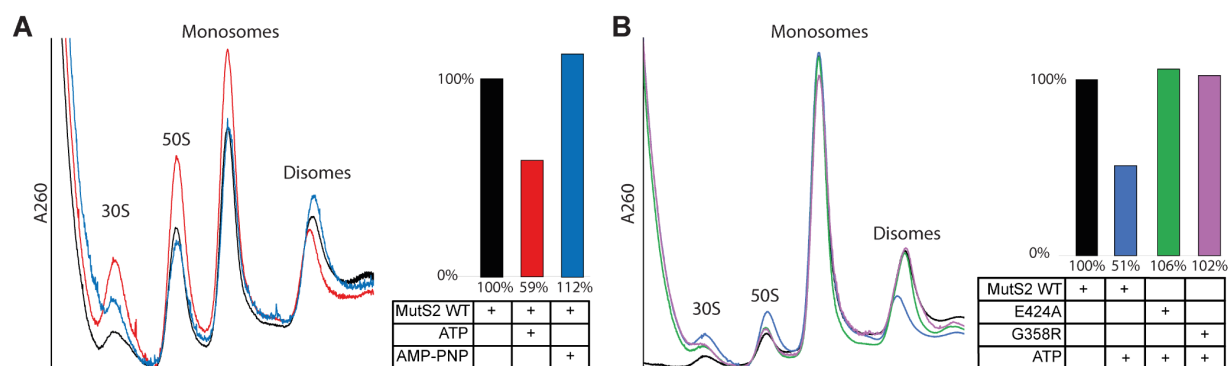 A
Monosomes
50S
30S
Disomes
A260
100%
0%
100% 59% 112%
MutS2 WT + + +
ATP +
AMP-PNP +
B
Monosomes
Disomes
50S
30S
A260
100%
0%
100% 51% 106% 102%
MutS2 WT + +
E424A +
G358R +
ATP + + +